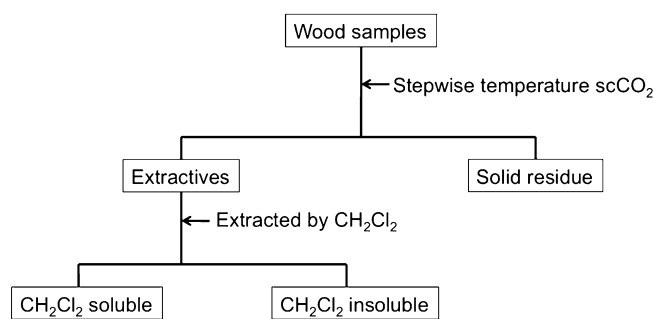 Wood samples
Stepwise temperature scCO₂
Extractives
Solid residue
Extracted by CH₂Cl₂
CH₂Cl₂ soluble
CH₂Cl₂ insoluble